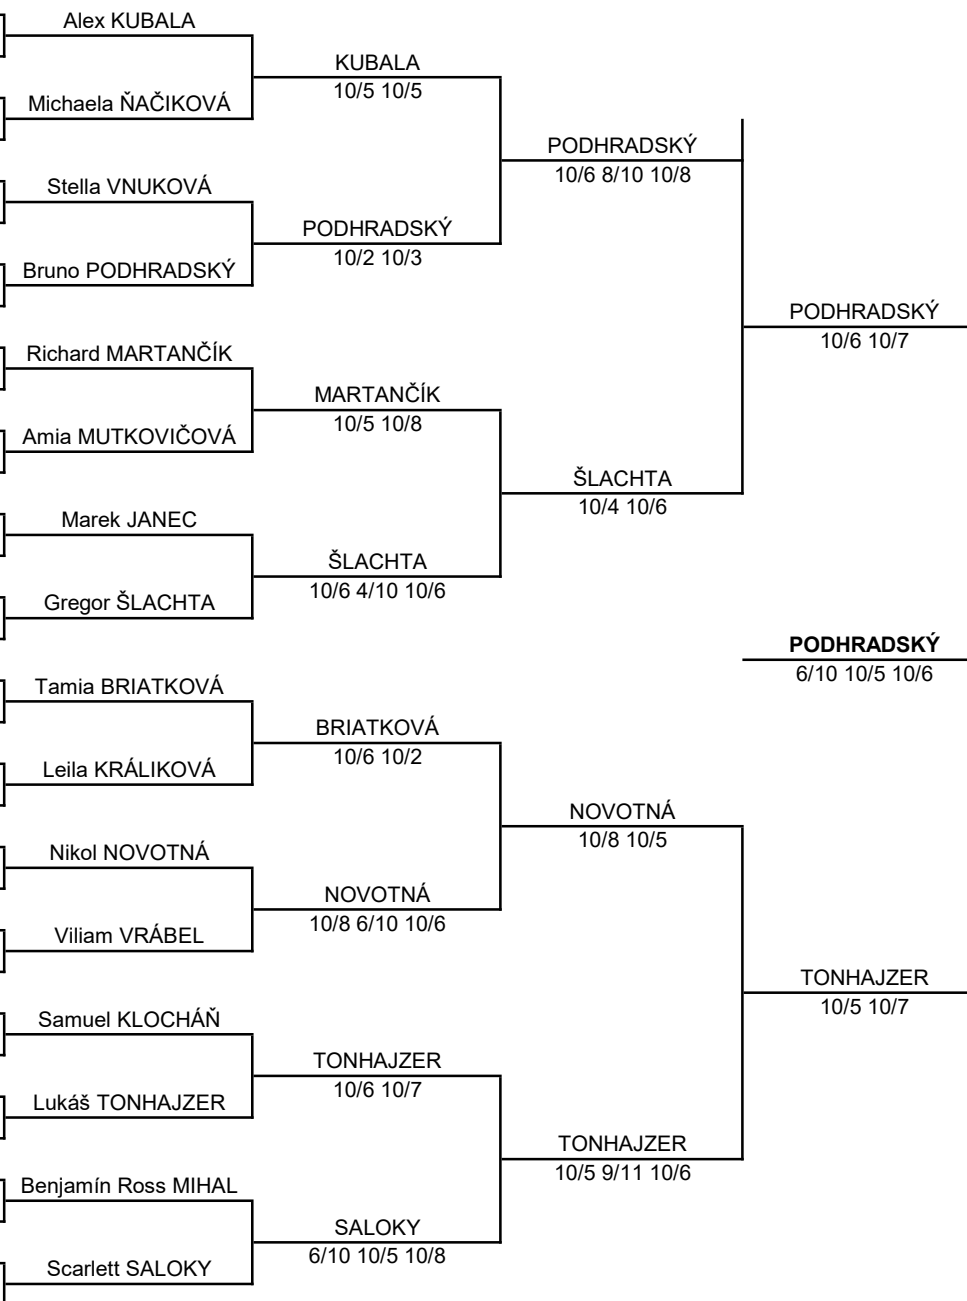 Alex KUBALA
KUBALA
10/5 10/5
Michaela ŇAČIKOVÁ
PODHRADSKÝ
10/6 8/10 10/8
Stella VNUKOVÁ
PODHRADSKÝ
10/2 10/3
Bruno PODHRADSKÝ
PODHRADSKÝ
10/6 10/7
Richard MARTANČÍK
MARTANČÍK
10/5 10/8
Amia MUTKOVIČOVÁ
ŠLACHTA
10/4 10/6
Marek JANEC
ŠLACHTA
10/6 4/10 10/6
Gregor ŠLACHTA
PODHRADSKÝ
6/10 10/5 10/6
Tamia BRIATKOVÁ
BRIATKOVÁ
10/6 10/2
Leila KRÁLIKOVÁ
NOVOTNÁ
10/8 10/5
Nikol NOVOTNÁ
NOVOTNÁ
10/8 6/10 10/6
Viliam VRÁBEL
TONHAJZER
10/5 10/7
Samuel KLOCHÁŇ
TONHAJZER
10/6 10/7
Lukáš TONHAJZER
TONHAJZER
10/5 9/11 10/6
Benjamín Ross MIHAL
SALOKY
6/10 10/5 10/8
Scarlett SALOKY